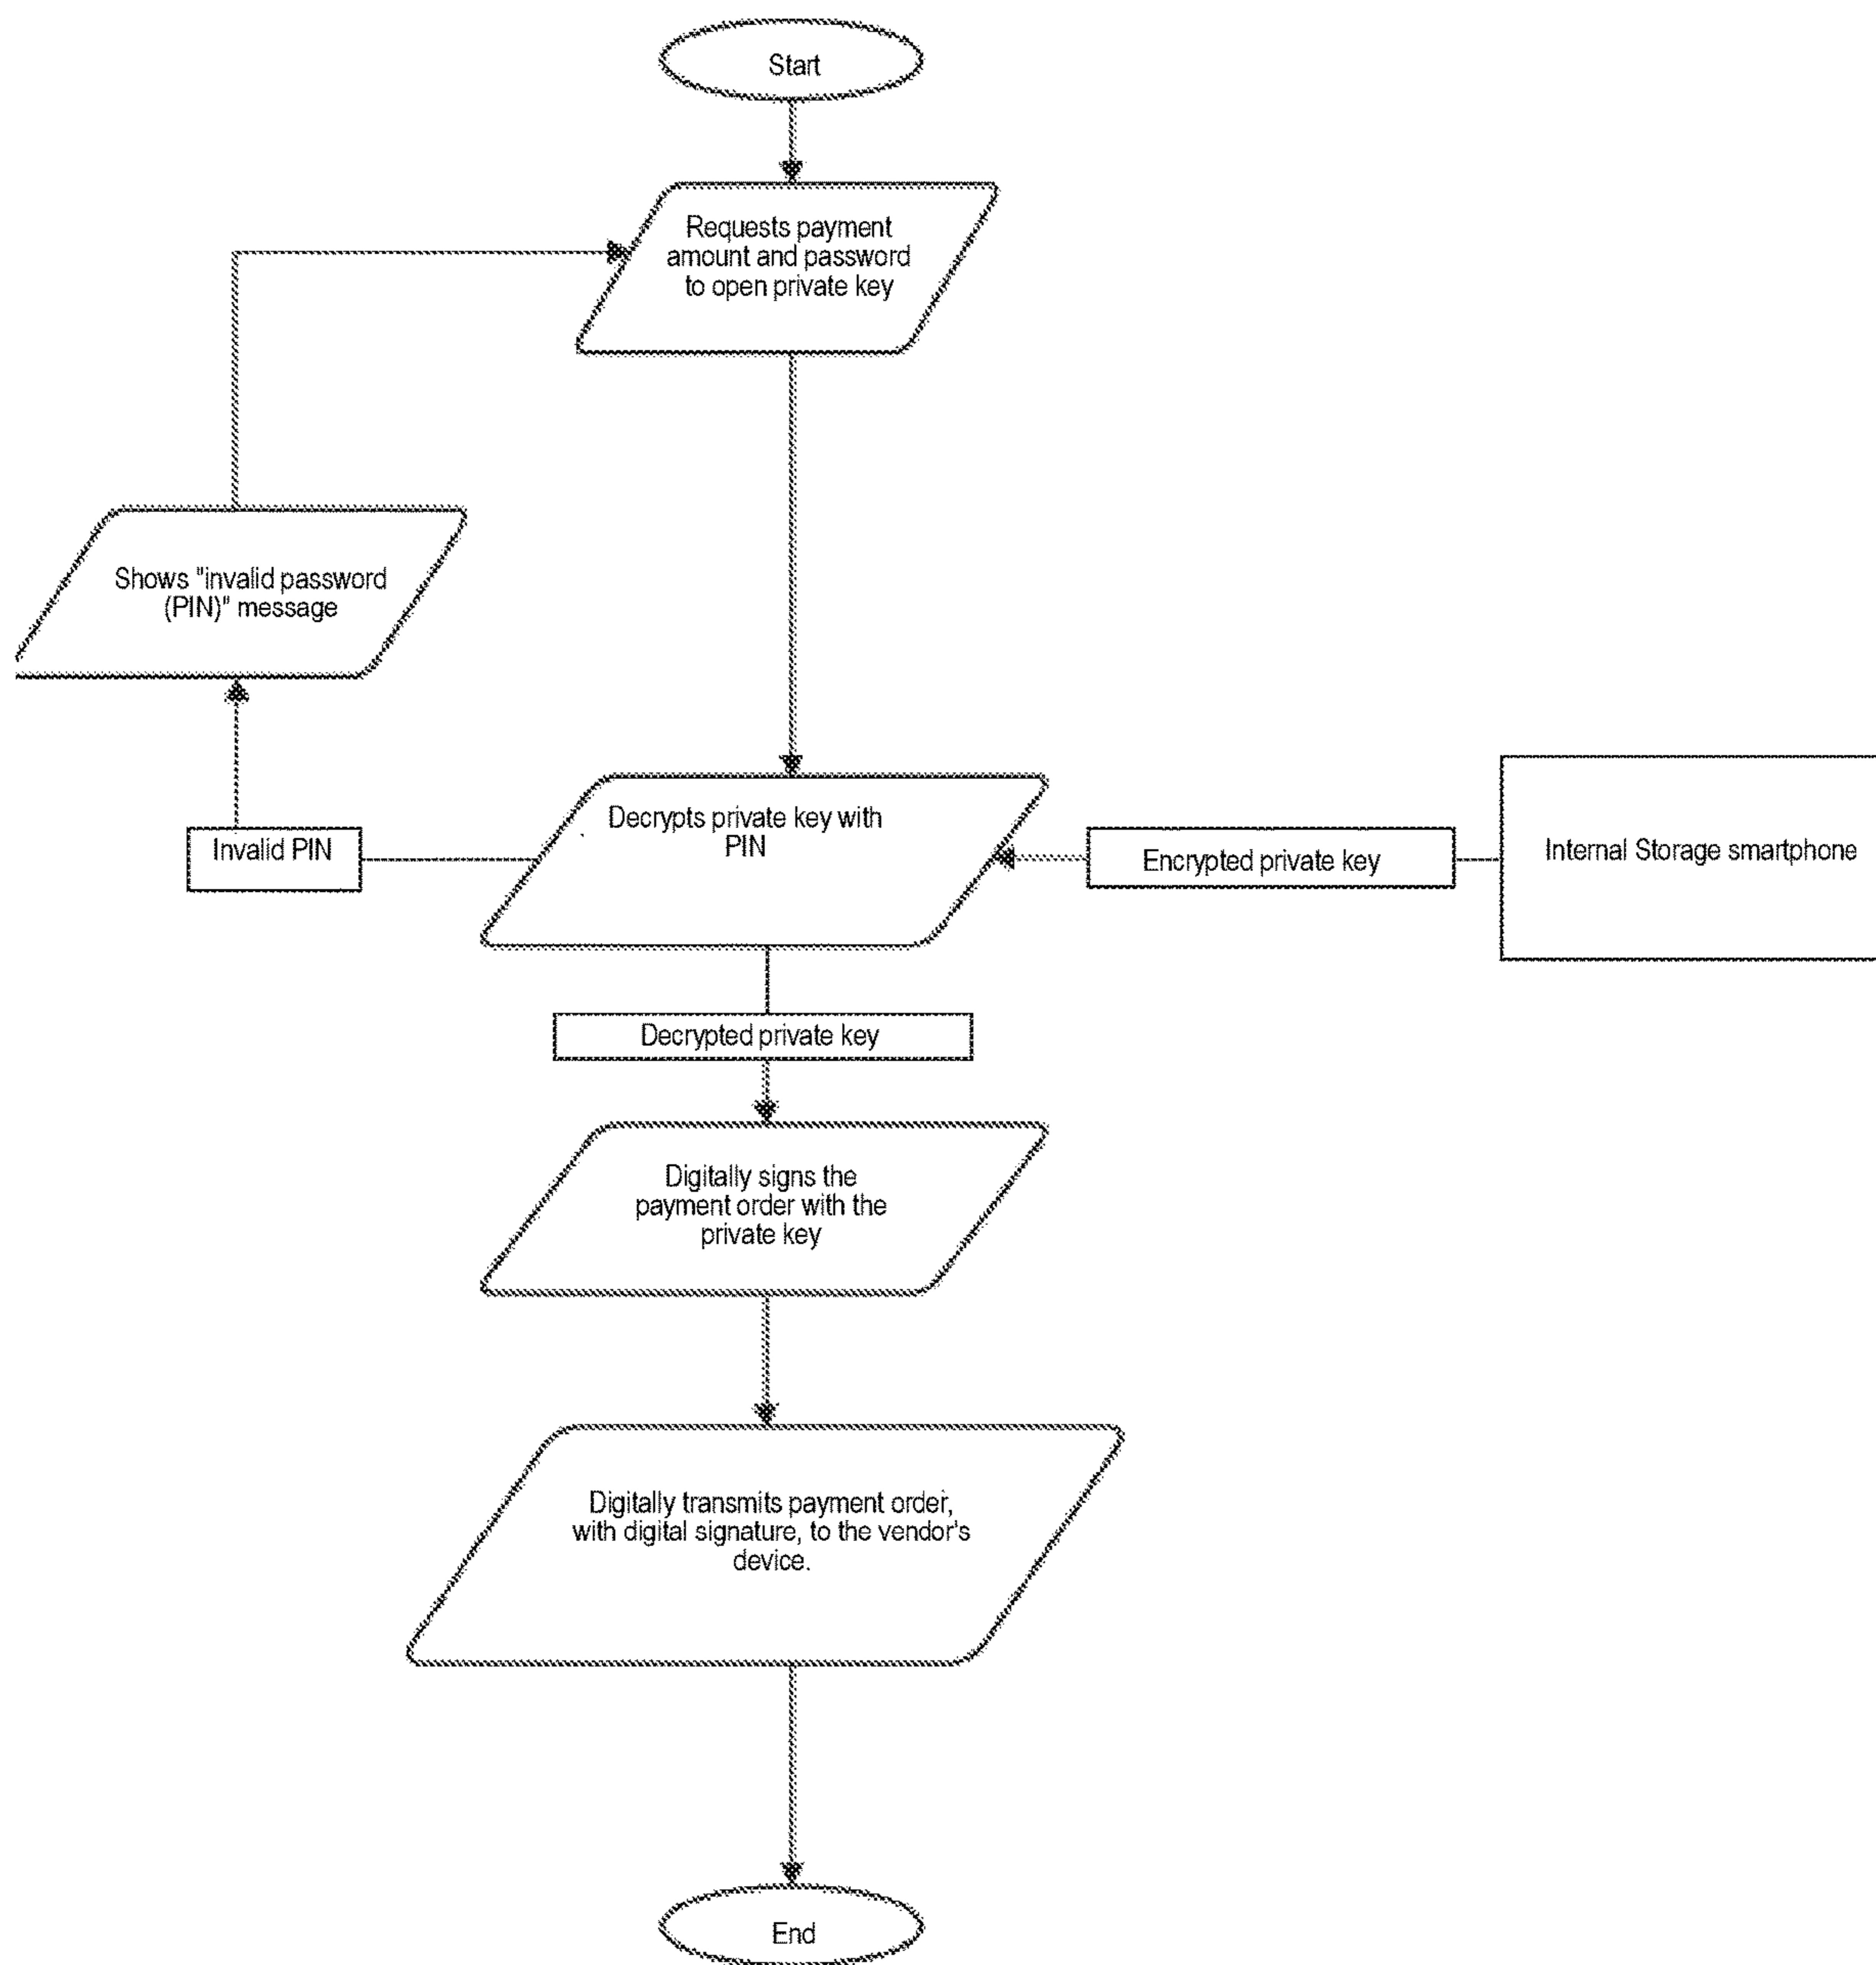 Start
Requests payment
amount and password
to open private key
Shows "invalid password
(PIN)" message
Decrypts private key with
PIN
Invalid PIN
Encrypted private key
Internal Storage smartphone
Decrypted private key
Digitally signs the
payment order with the
private key
Digitally transmits payment order,
with digital signature, to the vendor's
device.
End